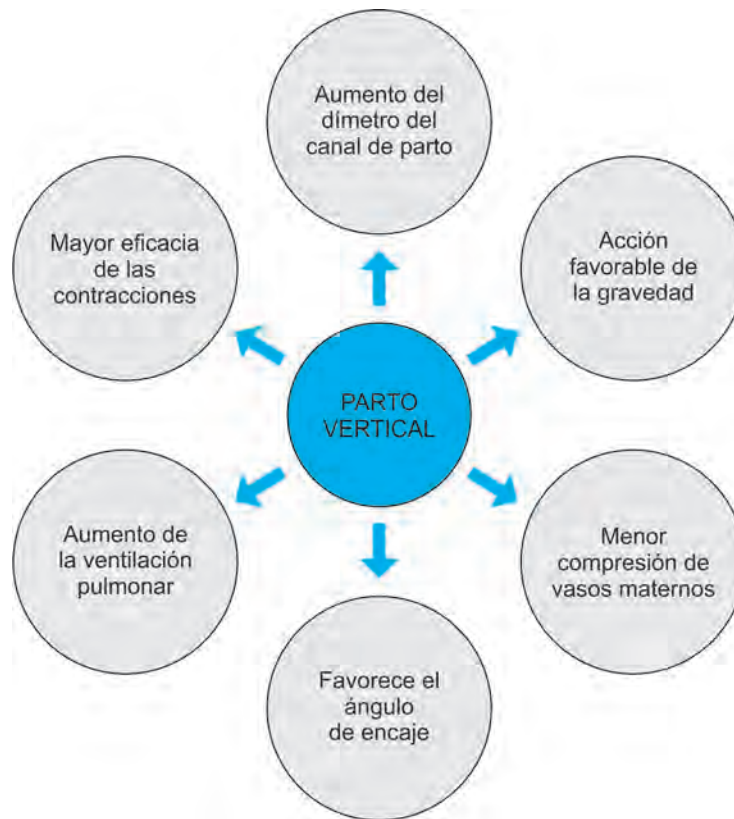 Aumento del
dímetro del
canal de parto
Mayor eficacia
de las
contracciones
Acción
favorable de
la gravedad
PARTO
VERTICAL
Aumento de
la ventilación
pulmonar
Menor
compresión de
vasos maternos
Favorece el
ángulo
de encaje